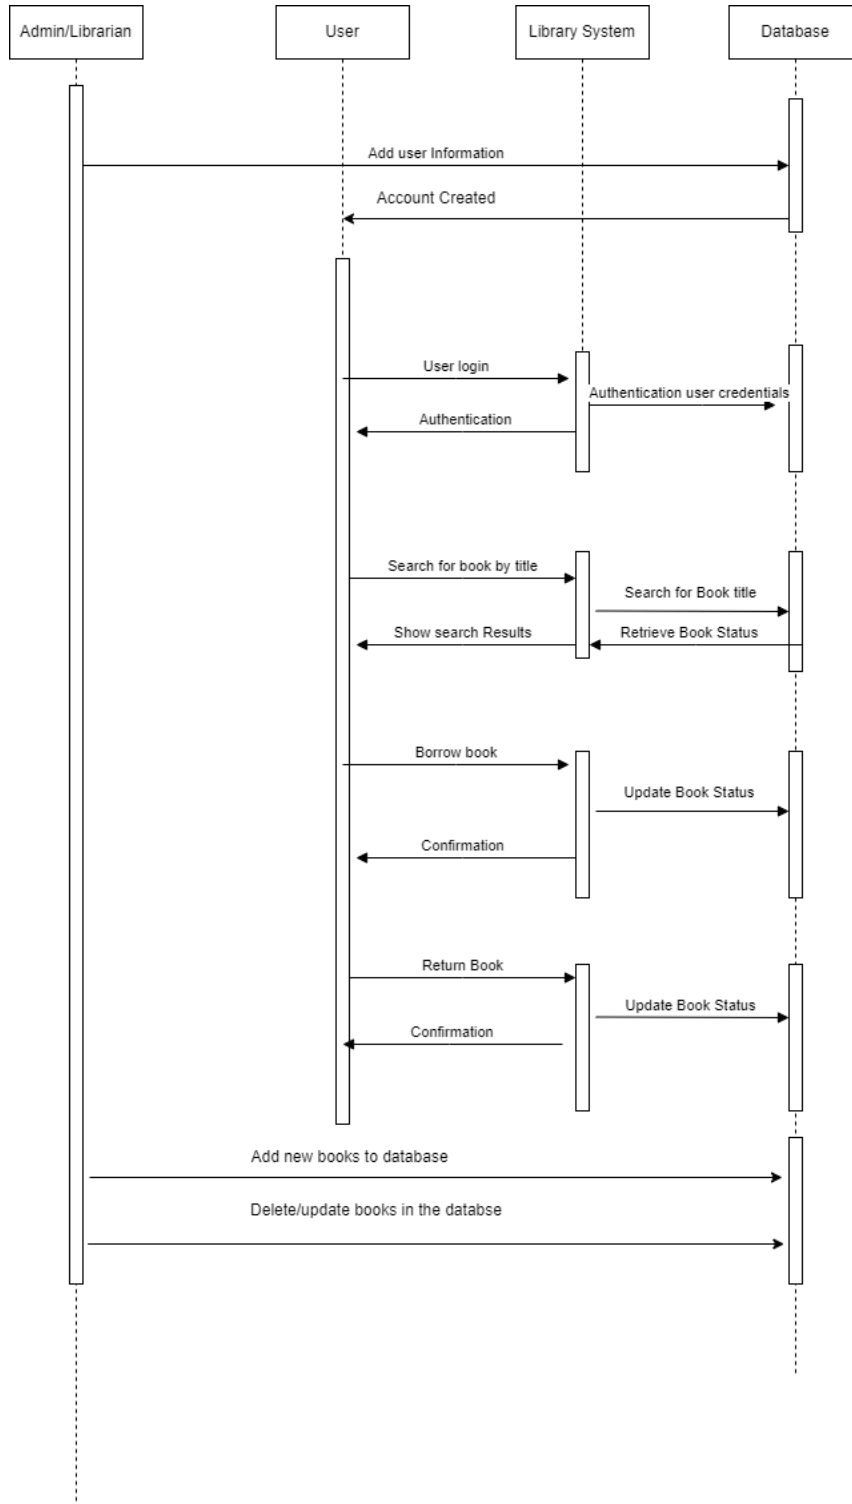 Admin/Librarian
User
Library System
Database
Add user Information
Account Created
User login
Authentication user credentials
Authentication
Search for book by title
Search for Book title
Show search Results
Retrieve Book Status
Borrow book
Update Book Status
Confirmation
Return Book
Update Book Status
Confirmation
Add new books to database
Delete/update books in the databse